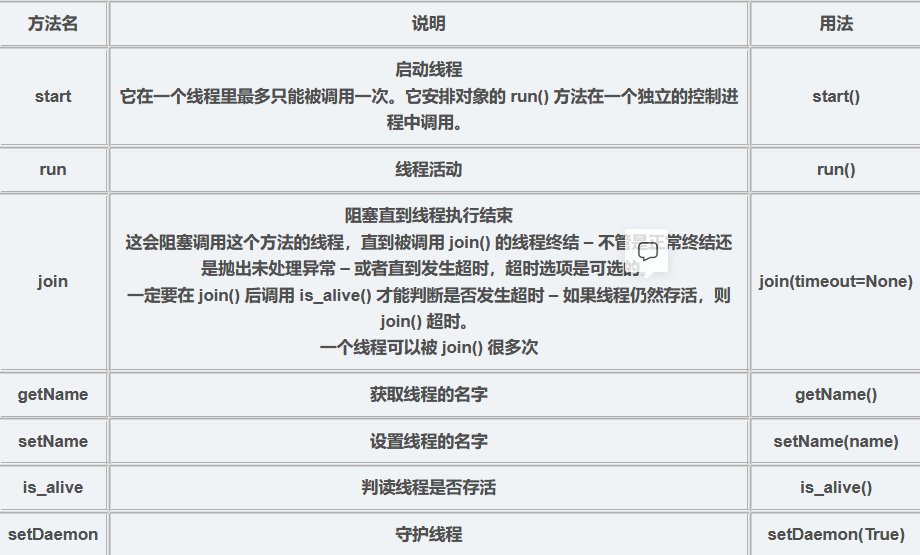 方法名 说明 用法
启动线程
start 它在一个线程里最多只能被调用一次。它安排对象的 run() 方法在一个独立的控制进 start()
程中调用。
run 线程活动 run()
阻塞直到线程执行结束
这会阻塞调用这个方法的线程，直到被调用 join() 的线程终结 – 不管是正常终结还
是抛出未处理异常 – 或者直到发生超时，超时选项是可选的。
join 一定要在 join() 后调用 is_alive() 才能判断是否发生超时 – 如果线程仍然存活，则 join(timeout=None)
join() 超时。
一个线程可以被 join() 很多次
getName 获取线程的名字 getName()
setName 设置线程的名字 setName(name)
is_alive 判读线程是否存活 is_alive()
setDaemon 守护线程 setDaemon(True)